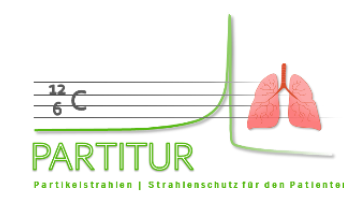 12
6 C
PARTITUR
Partikelstrahlen | Strahlenschutz für den Patienten